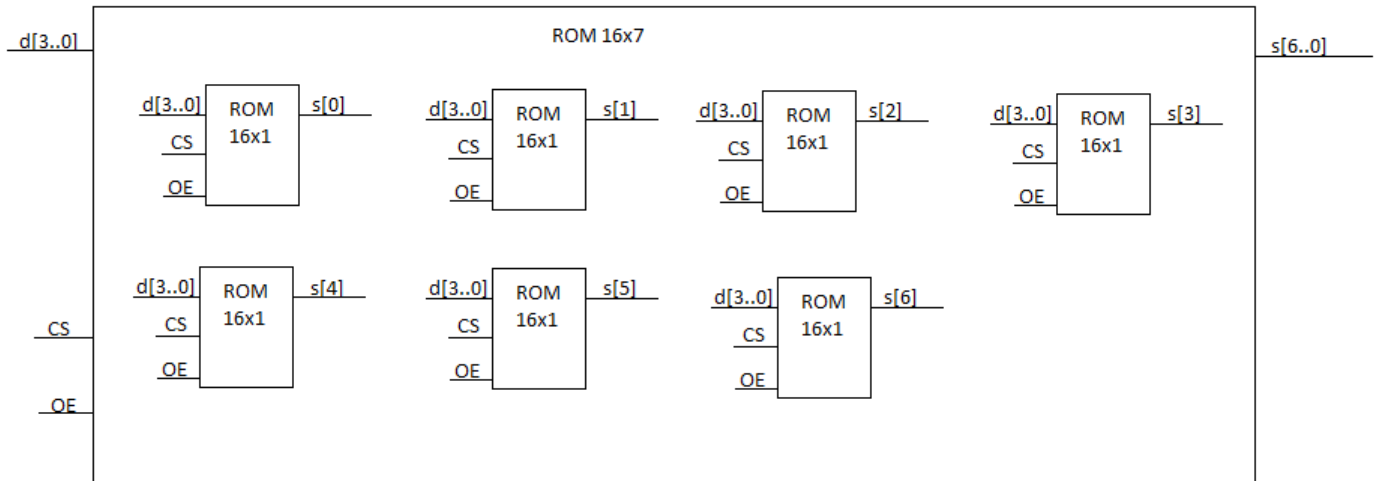 ROM 16x7
d[3..0]
s[6..0]
d[3..0]
ROM
16x1
s[0]
CS
OE
d[3..0]
ROM
16x1
s[1]
CS
OE
d[3..0]
ROM
16x1
s[2]
CS
OE
d[3..0]
ROM
16x1
s[3]
CS
OE
d[3..0]
ROM
16x1
s[4]
CS
OE
d[3..0]
ROM
16x1
s[5]
CS
OE
d[3..0]
ROM
16x1
s[6]
CS
OE
CS
OE